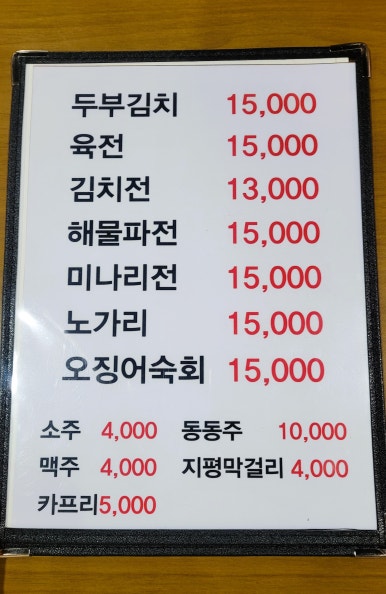 두부김치 15,000
육전 15,000
김치전 13,000
해물파전 15,000
미나리전 15,000
노가리 15,000
오징어숙회 15,000
소주 4,000 동동주 10,000
맥주 4,000 지평막걸리 4,000
카프리 5,000